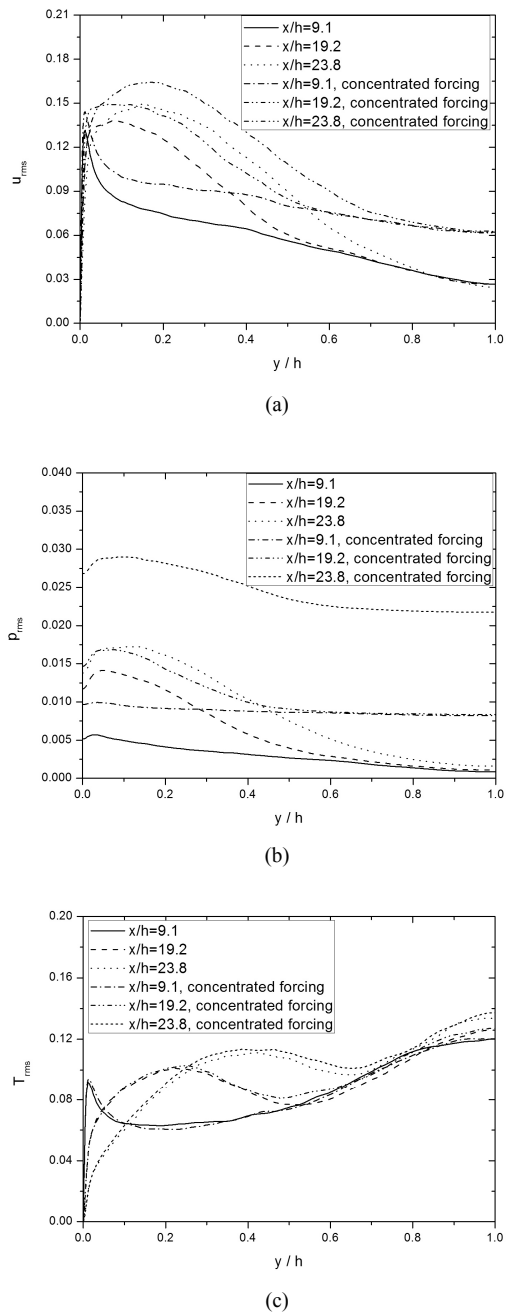 0.21
0.18
0.15
0.12
0.09
0.06
0.03
0.00
u rms
x/h=9.1
x/h=19.2
x/h=23.8
x/h=9.1, concentrated forcing
x/h=19.2, concentrated forcing
x/h=23.8, concentrated forcing
0.0 0.2 0.4 0.6 0.8 1.0
y / h
(a)
0.040
0.035
0.030
0.025
0.020
0.015
0.010
0.005
0.000
p rms
x/h=9.1
x/h=19.2
x/h=23.8
x/h=9.1, concentrated forcing
x/h=19.2, concentrated forcing
x/h=23.8, concentrated forcing
0.0 0.2 0.4 0.6 0.8 1.0
y / h
(b)
0.20
0.16
0.12
0.08
0.04
0.00
T rms
x/h=9.1
x/h=19.2
x/h=23.8
x/h=9.1, concentrated forcing
x/h=19.2, concentrated forcing
x/h=23.8, concentrated forcing
0.0 0.2 0.4 0.6 0.8 1.0
y / h
(c)